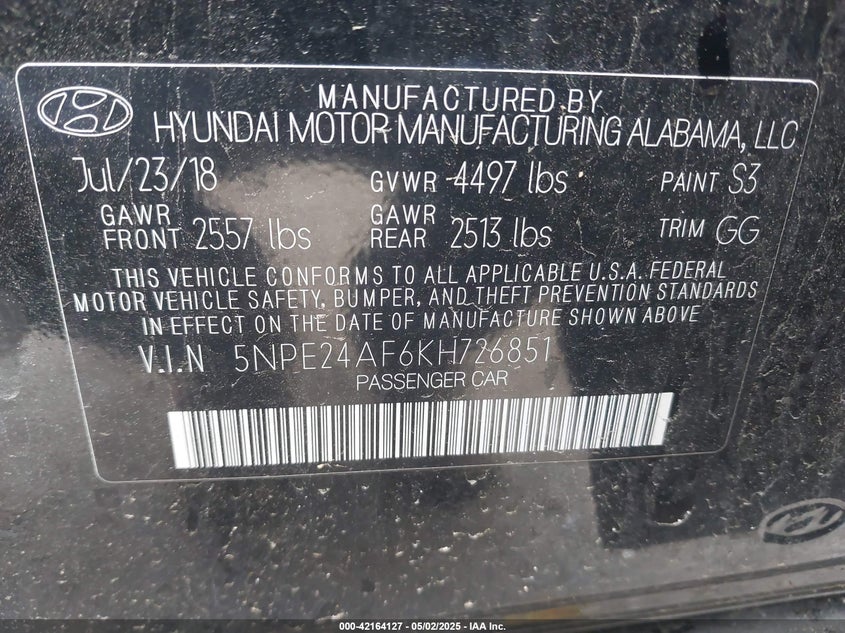 MANUFACTURED BY
HYUNDAI MOTOR MANUFACTURING ALABAMA, LLC
Jul/23/18 GVWR 4497 lbs PAINT S3
GAWR FRONT 2557 lbs GAWR REAR 2513 lbs TRIM GG
THIS VEHICLE CONFORMS TO ALL APPLICABLE U.S.A. FEDERAL
MOTOR VEHICLE SAFETY, BUMPER, AND THEFT PREVENTION STANDARDS
IN EFFECT ON THE DATE OF MANUFACTURE SHOWN ABOVE
V.I.N 5NPE24AF6KH726851
PASSENGER CAR
000-42164127 - 05/02/2025 - IAA Inc.